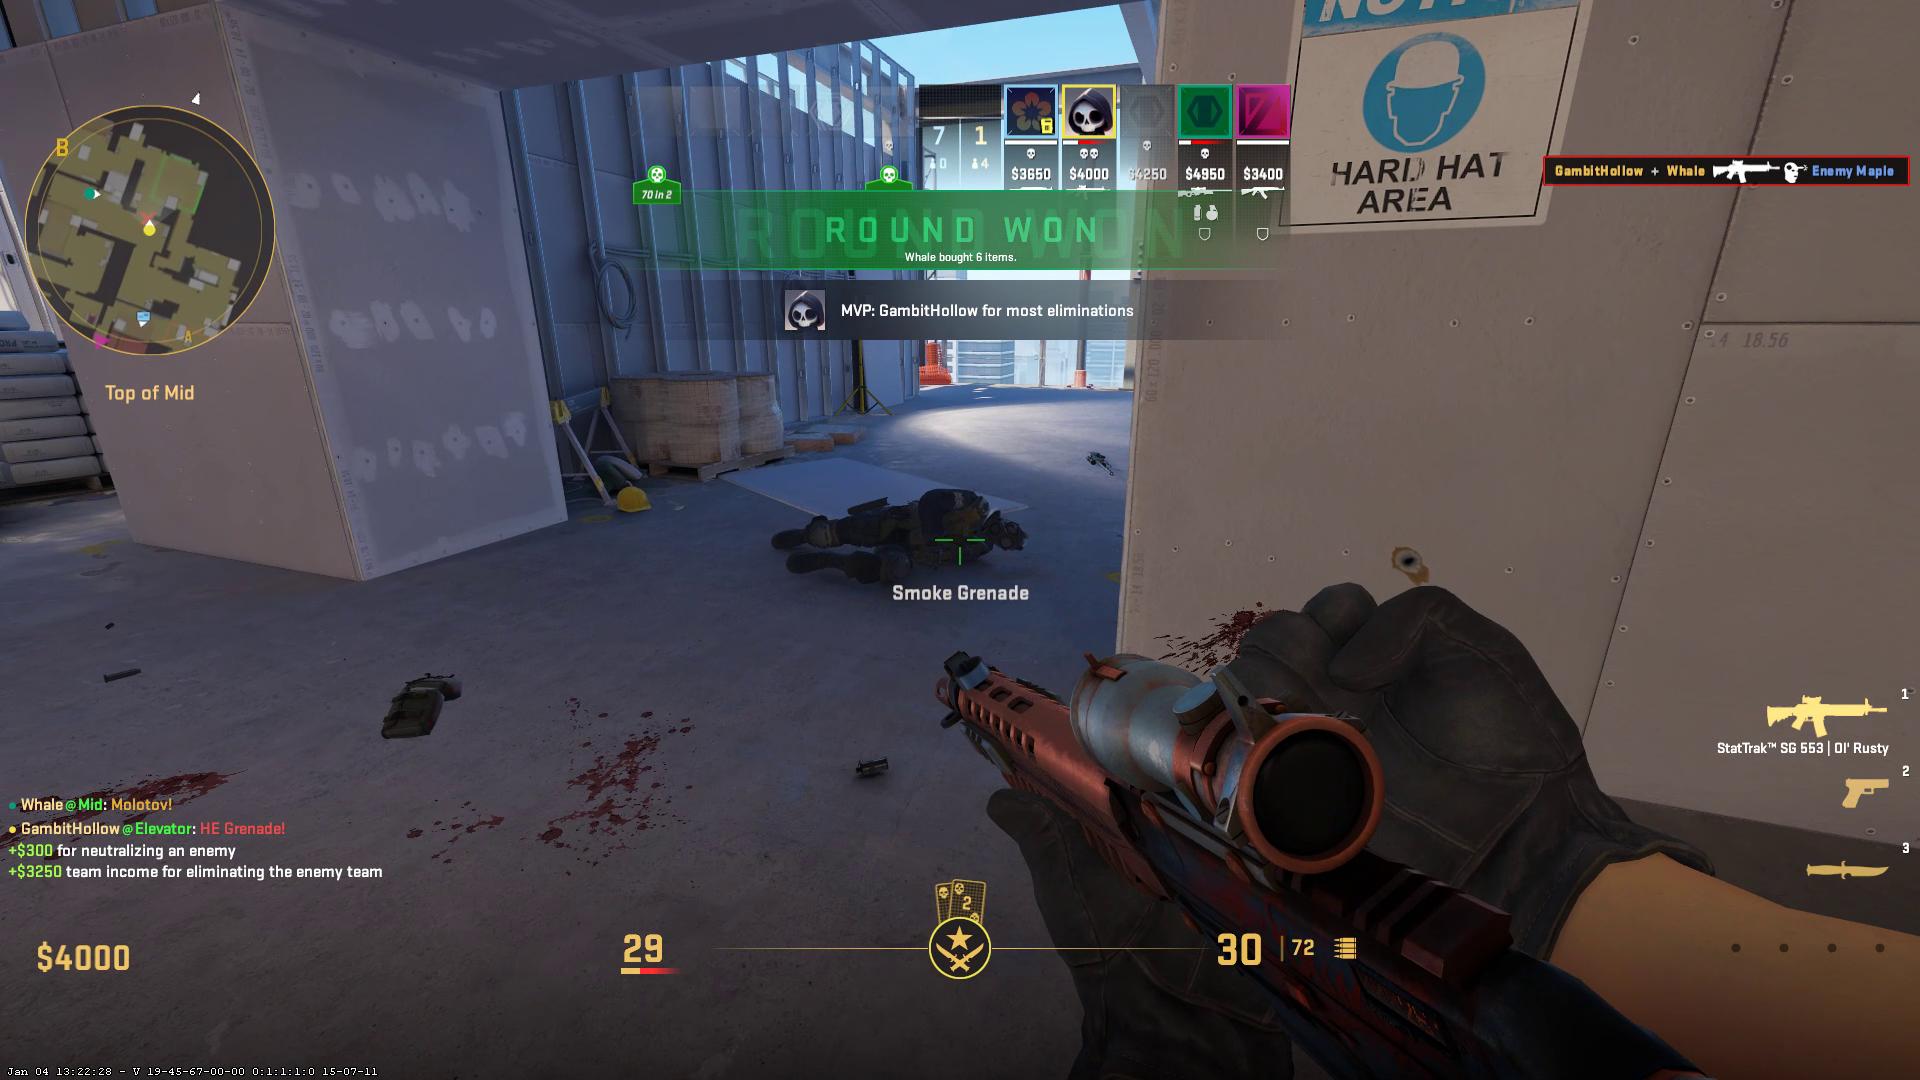 HARD HAT
AREA
B
7 1
0 4
6
$3650 $4000 $4250 $4950 $3400
GambitHollow + Whale Enemy Maple
70 in 2
ROUND WON
Whale bought 6 items.
MVP: GambitHollow for most eliminations
18.56
A
Top of Mid
Smoke Grenade
1
StatTrak™ SG 553 | Ol' Rusty
2
3
Whale@Mid: Molotov!
GambitHollow@Elevator: HE Grenade!
+$300 for neutralizing an enemy
+$3250 team income for eliminating the enemy team
2
$4000
29
30 | 72
Jan 04 13:22:28 - V 19-45-67-00-00 0:1:1:1:0 15-07-11